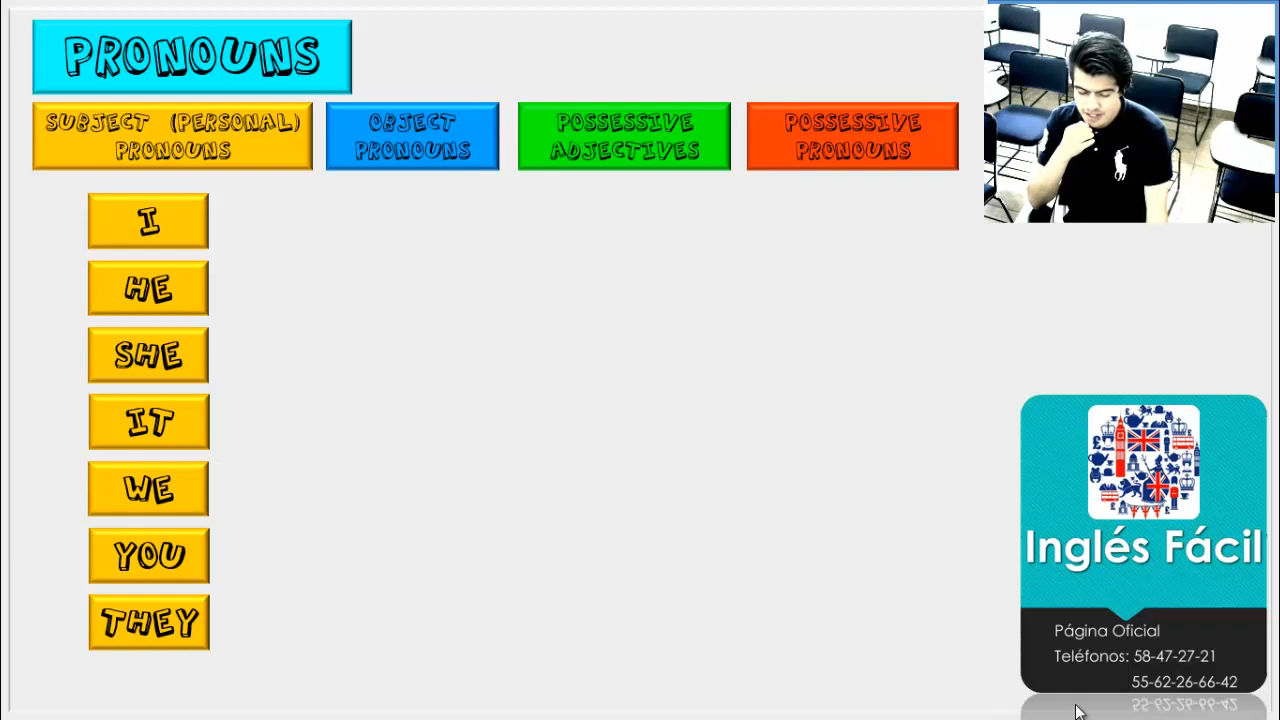 PRONOUNS
SUBJECT (PERSONAL)
PRONOUNS
OBJECT
PRONOUNS
POSSESSIVE
ADJECTIVES
POSSESSIVE
PRONOUNS
I
HE
SHE
IT
WE
YOU
THEY
Inglés Fácil
Página Oficial
Teléfonos: 58-47-27-21
55-62-26-66-42